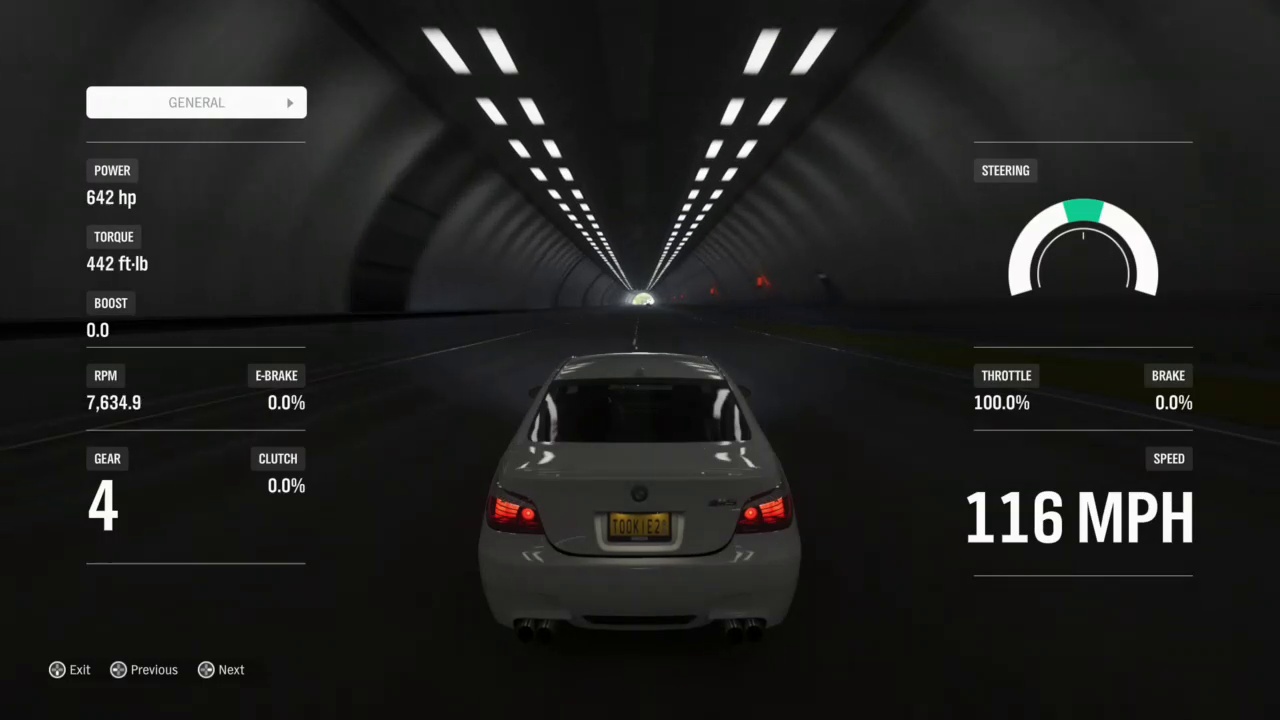 GENERAL
POWER
642 hp
TORQUE
442 ft·lb
BOOST
0.0
RPM
E-BRAKE
7,634.9
0.0%
GEAR
CLUTCH
4
0.0%
STEERING
THROTTLE
BRAKE
100.0%
0.0%
SPEED
116 MPH
TOOKIE2
Exit
Previous
Next